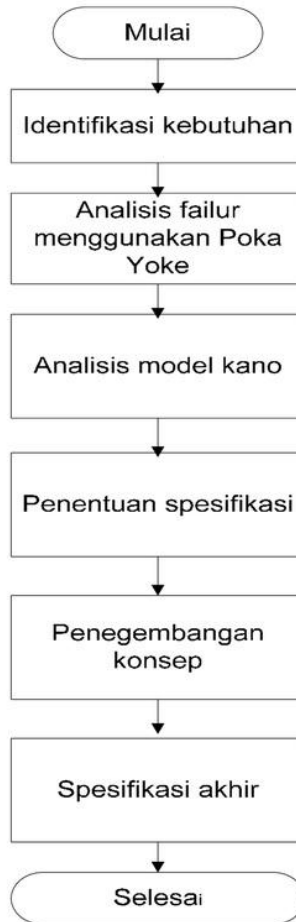 Mulai
Identifikasi kebutuhan
Analisis failur
menggunakan Poka
Yoke
Analisis model kano
Penentuan spesifikasi
Penegembangan
konsep
Spesifikasi akhir
Selesai